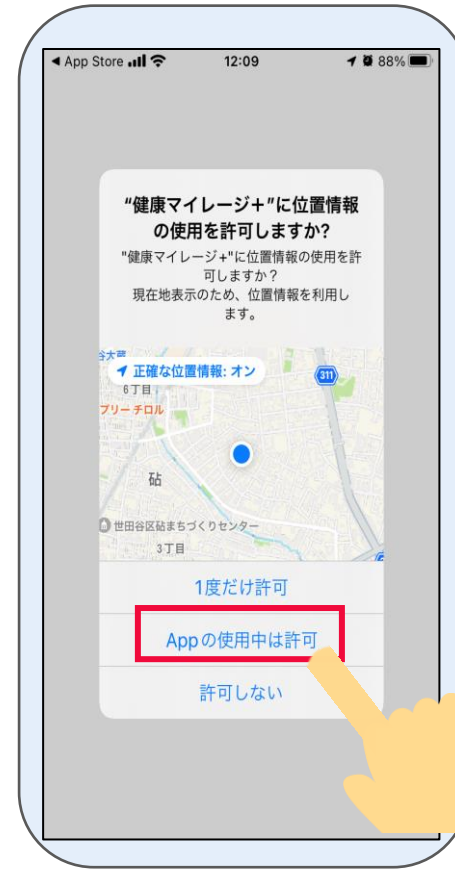 ◀ App Store 12:09 88%
“健康マイレージ＋”に位置情報
の使用を許可しますか?
"健康マイレージ+"に位置情報の使用を許
可しますか？
現在地表示のため、位置情報を利用し
ます。
谷大蔵
正確な位置情報: オン
6丁目
311
ブリーチロル
砧
世田谷区砧まちづくりセンター
3丁目
1度だけ許可
Appの使用中は許可
許可しない